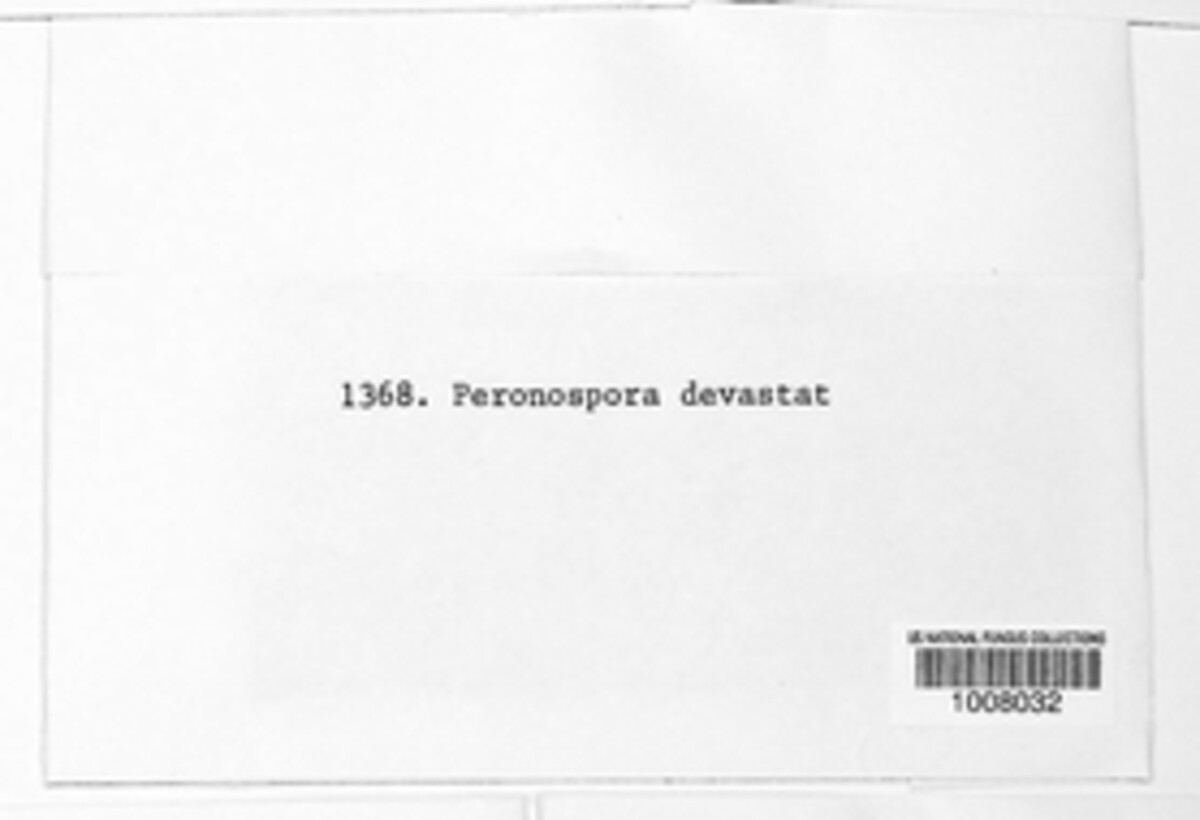 1368. Peronospora devastat
US NATIONAL FUNGUS COLLECTIONS
1008032